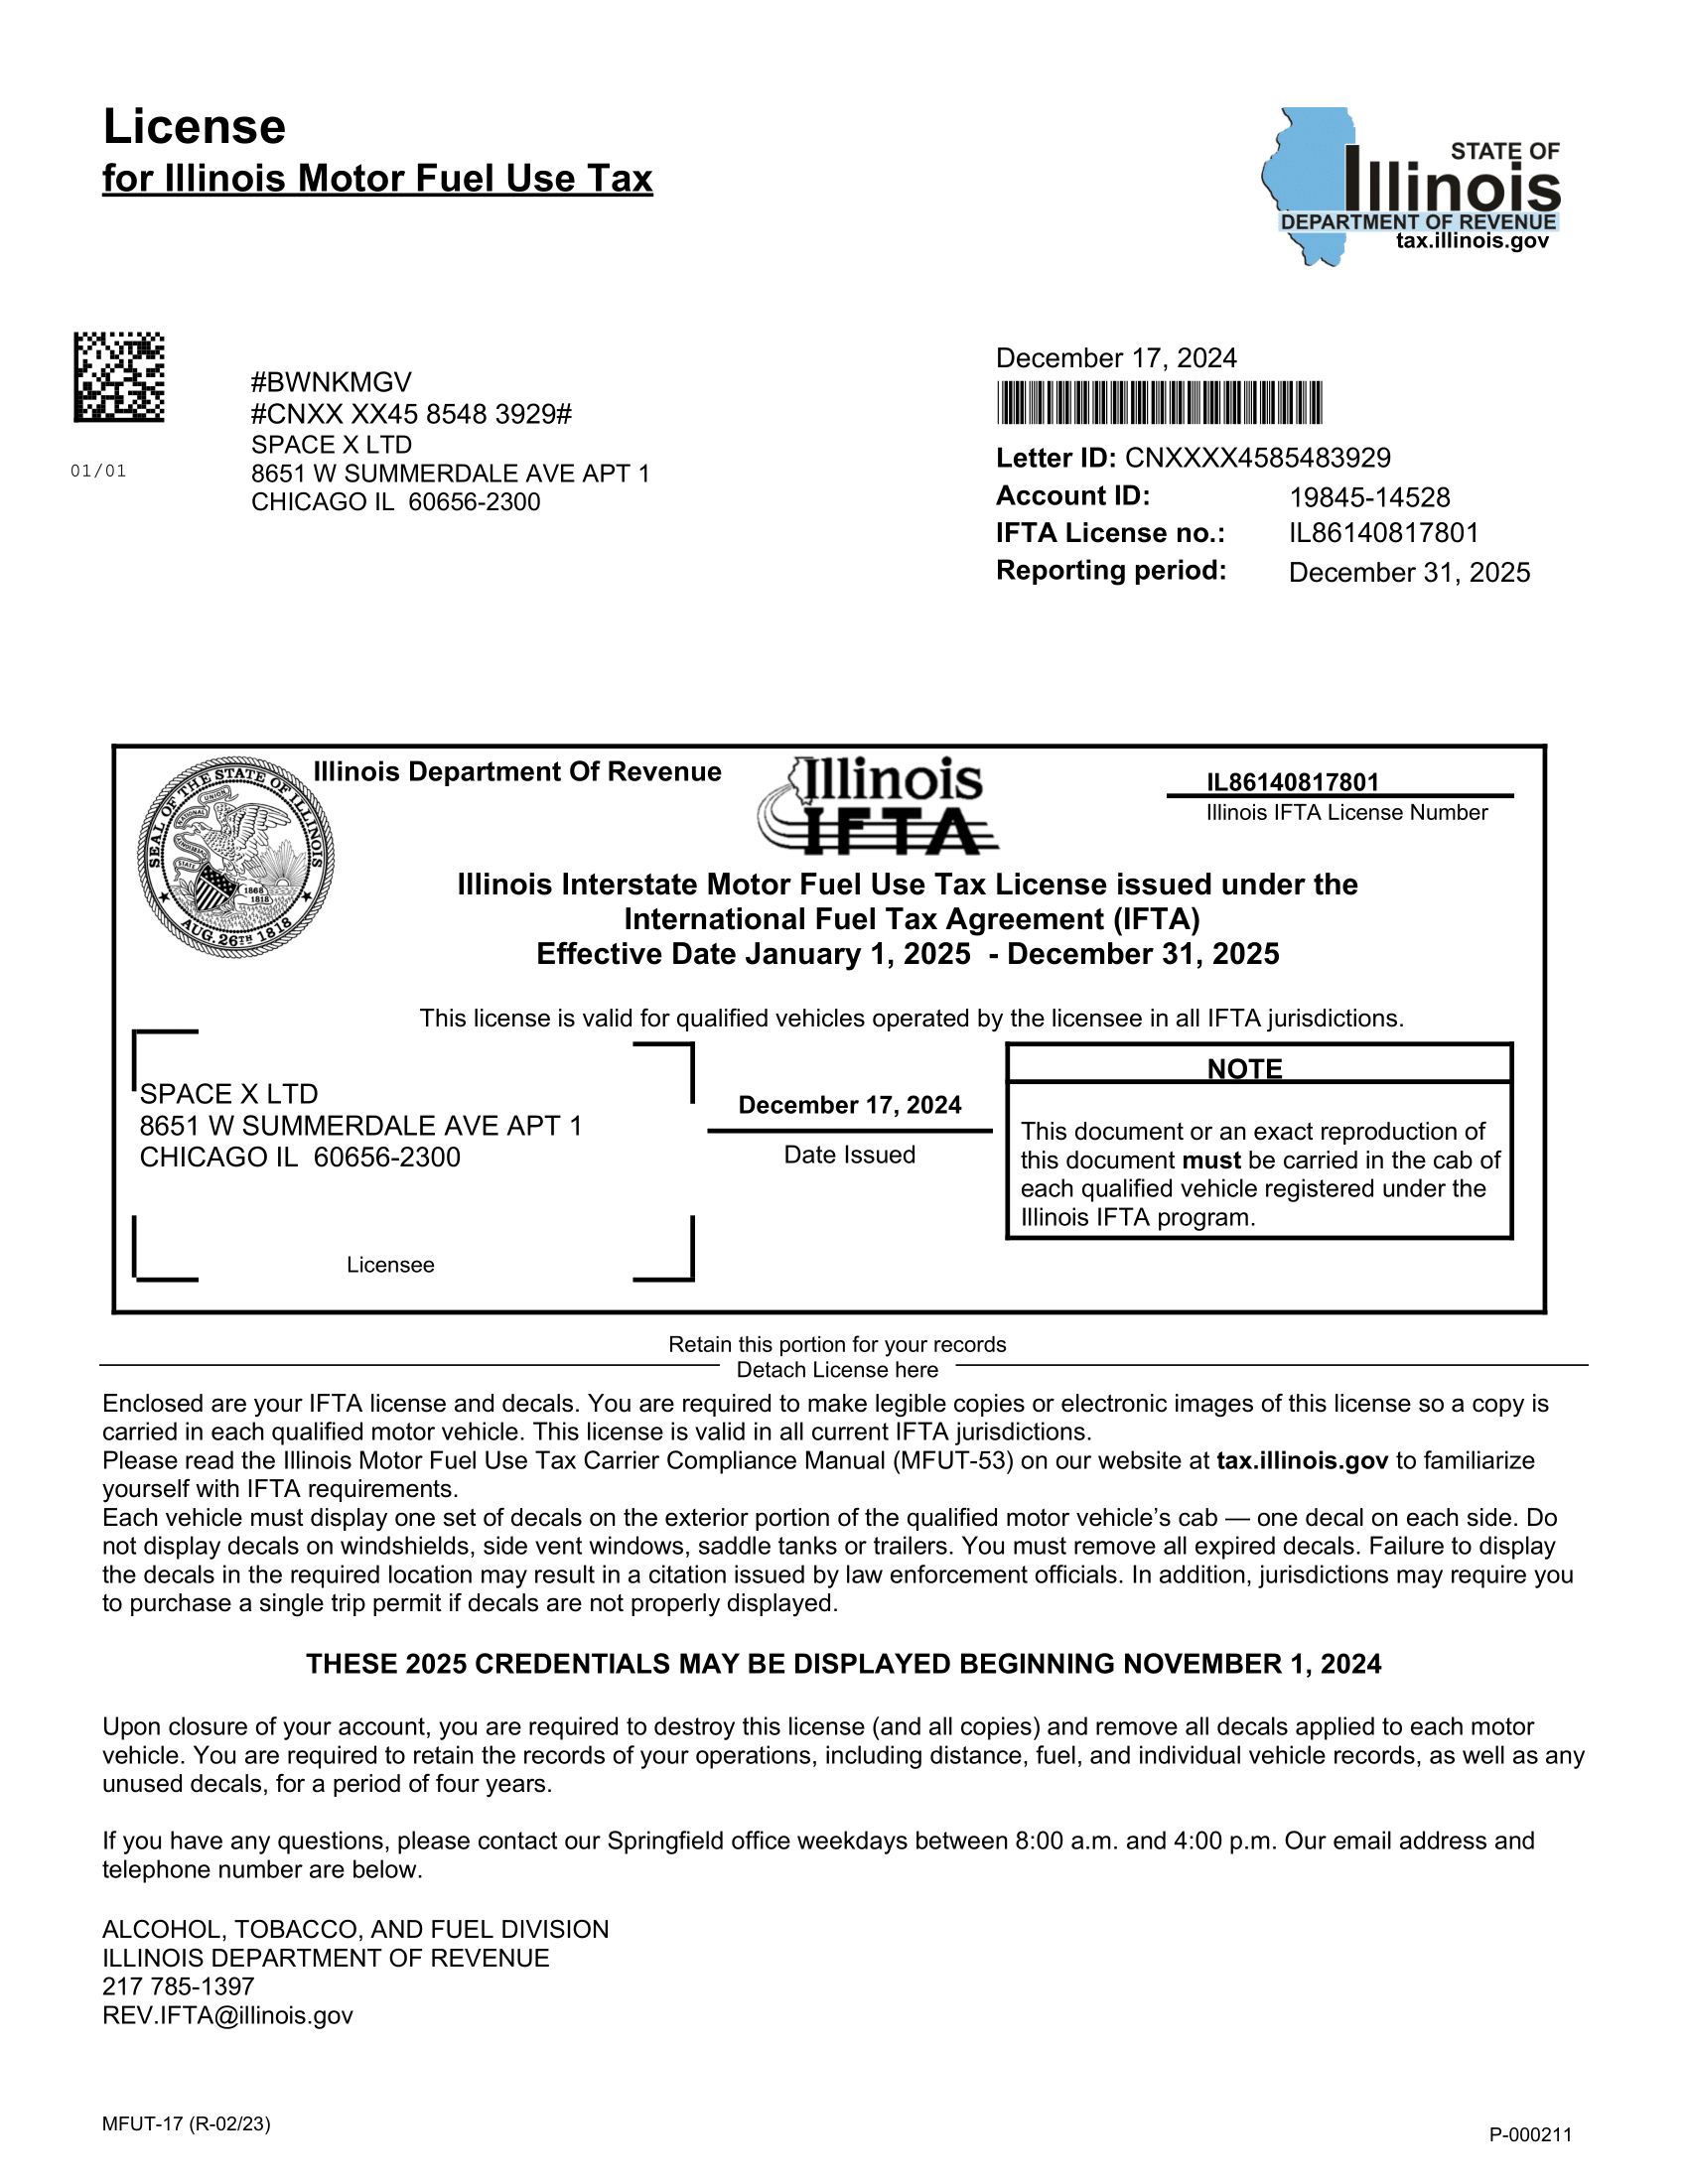 License
for Illinois Motor Fuel Use Tax
STATE OF
Illinois
DEPARTMENT OF REVENUE
tax.illinois.gov
01/01
#BWNKMGV
#CNXX XX45 8548 3929#
SPACE X LTD
8651 W SUMMERDALE AVE APT 1
CHICAGO IL  60656-2300
December 17, 2024
Letter ID: CNXXXX4585483929
Account ID: 19845-14528
IFTA License no.: IL86140817801
Reporting period: December 31, 2025
SEAL OF THE STATE OF ILLINOIS
NATIONAL
UNION
STATE
SOVEREIGNTY
1868
1818
AUG. 26TH 1818
Illinois Department Of Revenue
Illinois
IFTA
IL86140817801
Illinois IFTA License Number
Illinois Interstate Motor Fuel Use Tax License issued under the
International Fuel Tax Agreement (IFTA)
Effective Date January 1, 2025  - December 31, 2025
This license is valid for qualified vehicles operated by the licensee in all IFTA jurisdictions.
SPACE X LTD
8651 W SUMMERDALE AVE APT 1
CHICAGO IL  60656-2300
Licensee
December 17, 2024
Date Issued
NOTE
This document or an exact reproduction of
this document must be carried in the cab of
each qualified vehicle registered under the
Illinois IFTA program.
Retain this portion for your records
Detach License here
Enclosed are your IFTA license and decals. You are required to make legible copies or electronic images of this license so a copy is
carried in each qualified motor vehicle. This license is valid in all current IFTA jurisdictions.
Please read the Illinois Motor Fuel Use Tax Carrier Compliance Manual (MFUT-53) on our website at tax.illinois.gov to familiarize
yourself with IFTA requirements.
Each vehicle must display one set of decals on the exterior portion of the qualified motor vehicle’s cab — one decal on each side. Do
not display decals on windshields, side vent windows, saddle tanks or trailers. You must remove all expired decals. Failure to display
the decals in the required location may result in a citation issued by law enforcement officials. In addition, jurisdictions may require you
to purchase a single trip permit if decals are not properly displayed.
THESE 2025 CREDENTIALS MAY BE DISPLAYED BEGINNING NOVEMBER 1, 2024
Upon closure of your account, you are required to destroy this license (and all copies) and remove all decals applied to each motor
vehicle. You are required to retain the records of your operations, including distance, fuel, and individual vehicle records, as well as any
unused decals, for a period of four years.
If you have any questions, please contact our Springfield office weekdays between 8:00 a.m. and 4:00 p.m. Our email address and
telephone number are below.
ALCOHOL, TOBACCO, AND FUEL DIVISION
ILLINOIS DEPARTMENT OF REVENUE
217 785-1397
REV.IFTA@illinois.gov
MFUT-17 (R-02/23)
P-000211